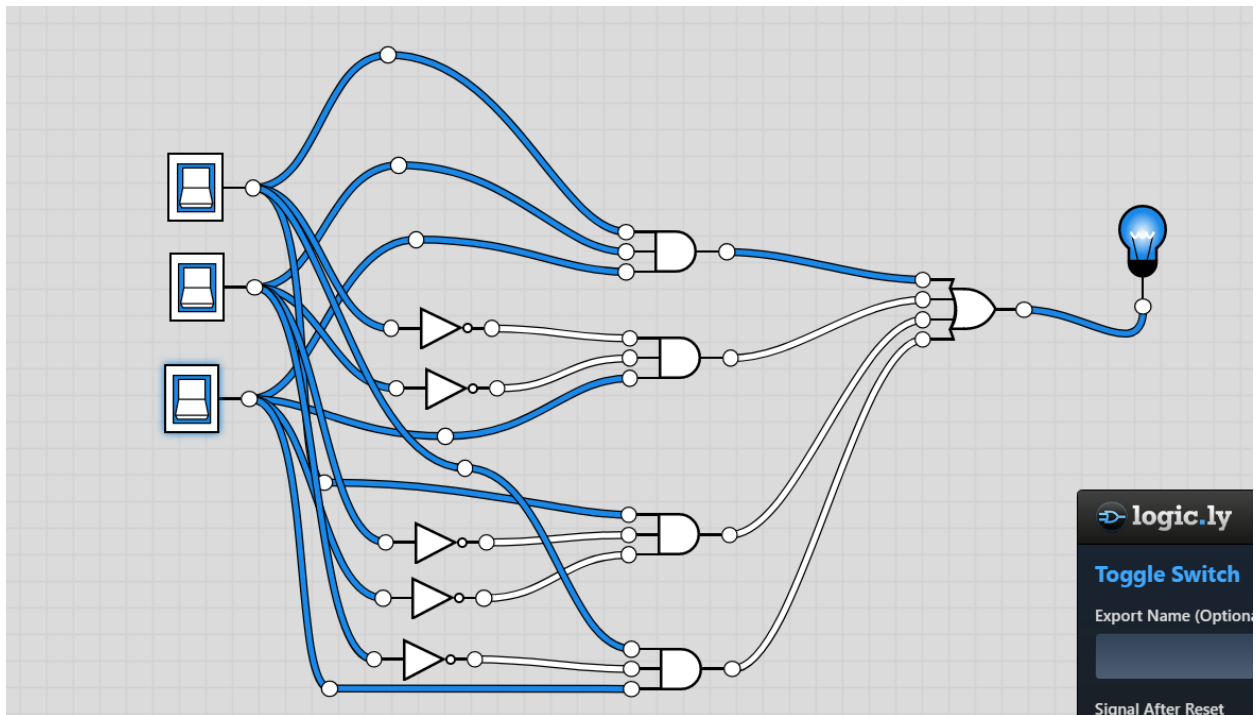 logic.ly
Toggle Switch
Export Name (Optiona
Signal After Reset